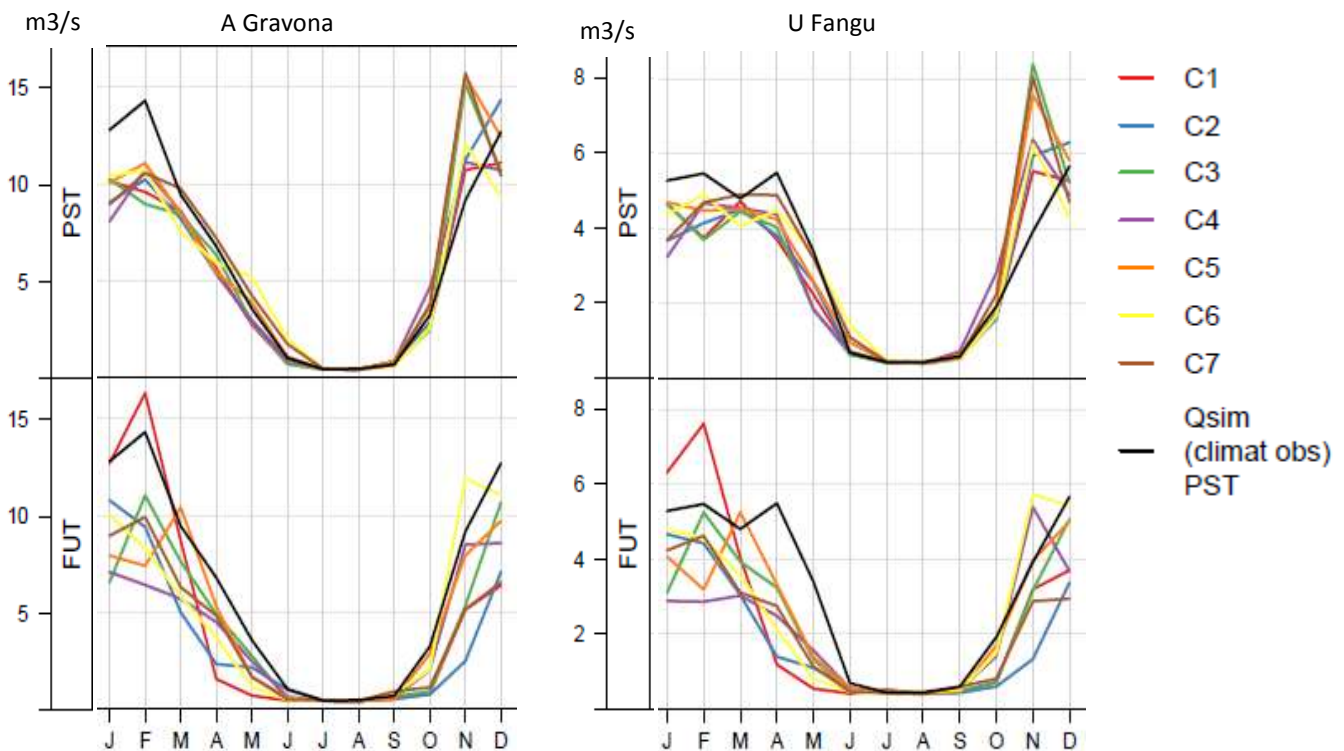 m3/s A Gravona
m3/s U Fangu
15
10
5
PST
8
6
4
2
PST
C1
C2
C3
C4
C5
C6
C7
Qsim
(climat obs)
PST
15
10
5
FUT
8
6
4
2
FUT
J F M A M J J A S O N D
J F M A M J J A S O N D